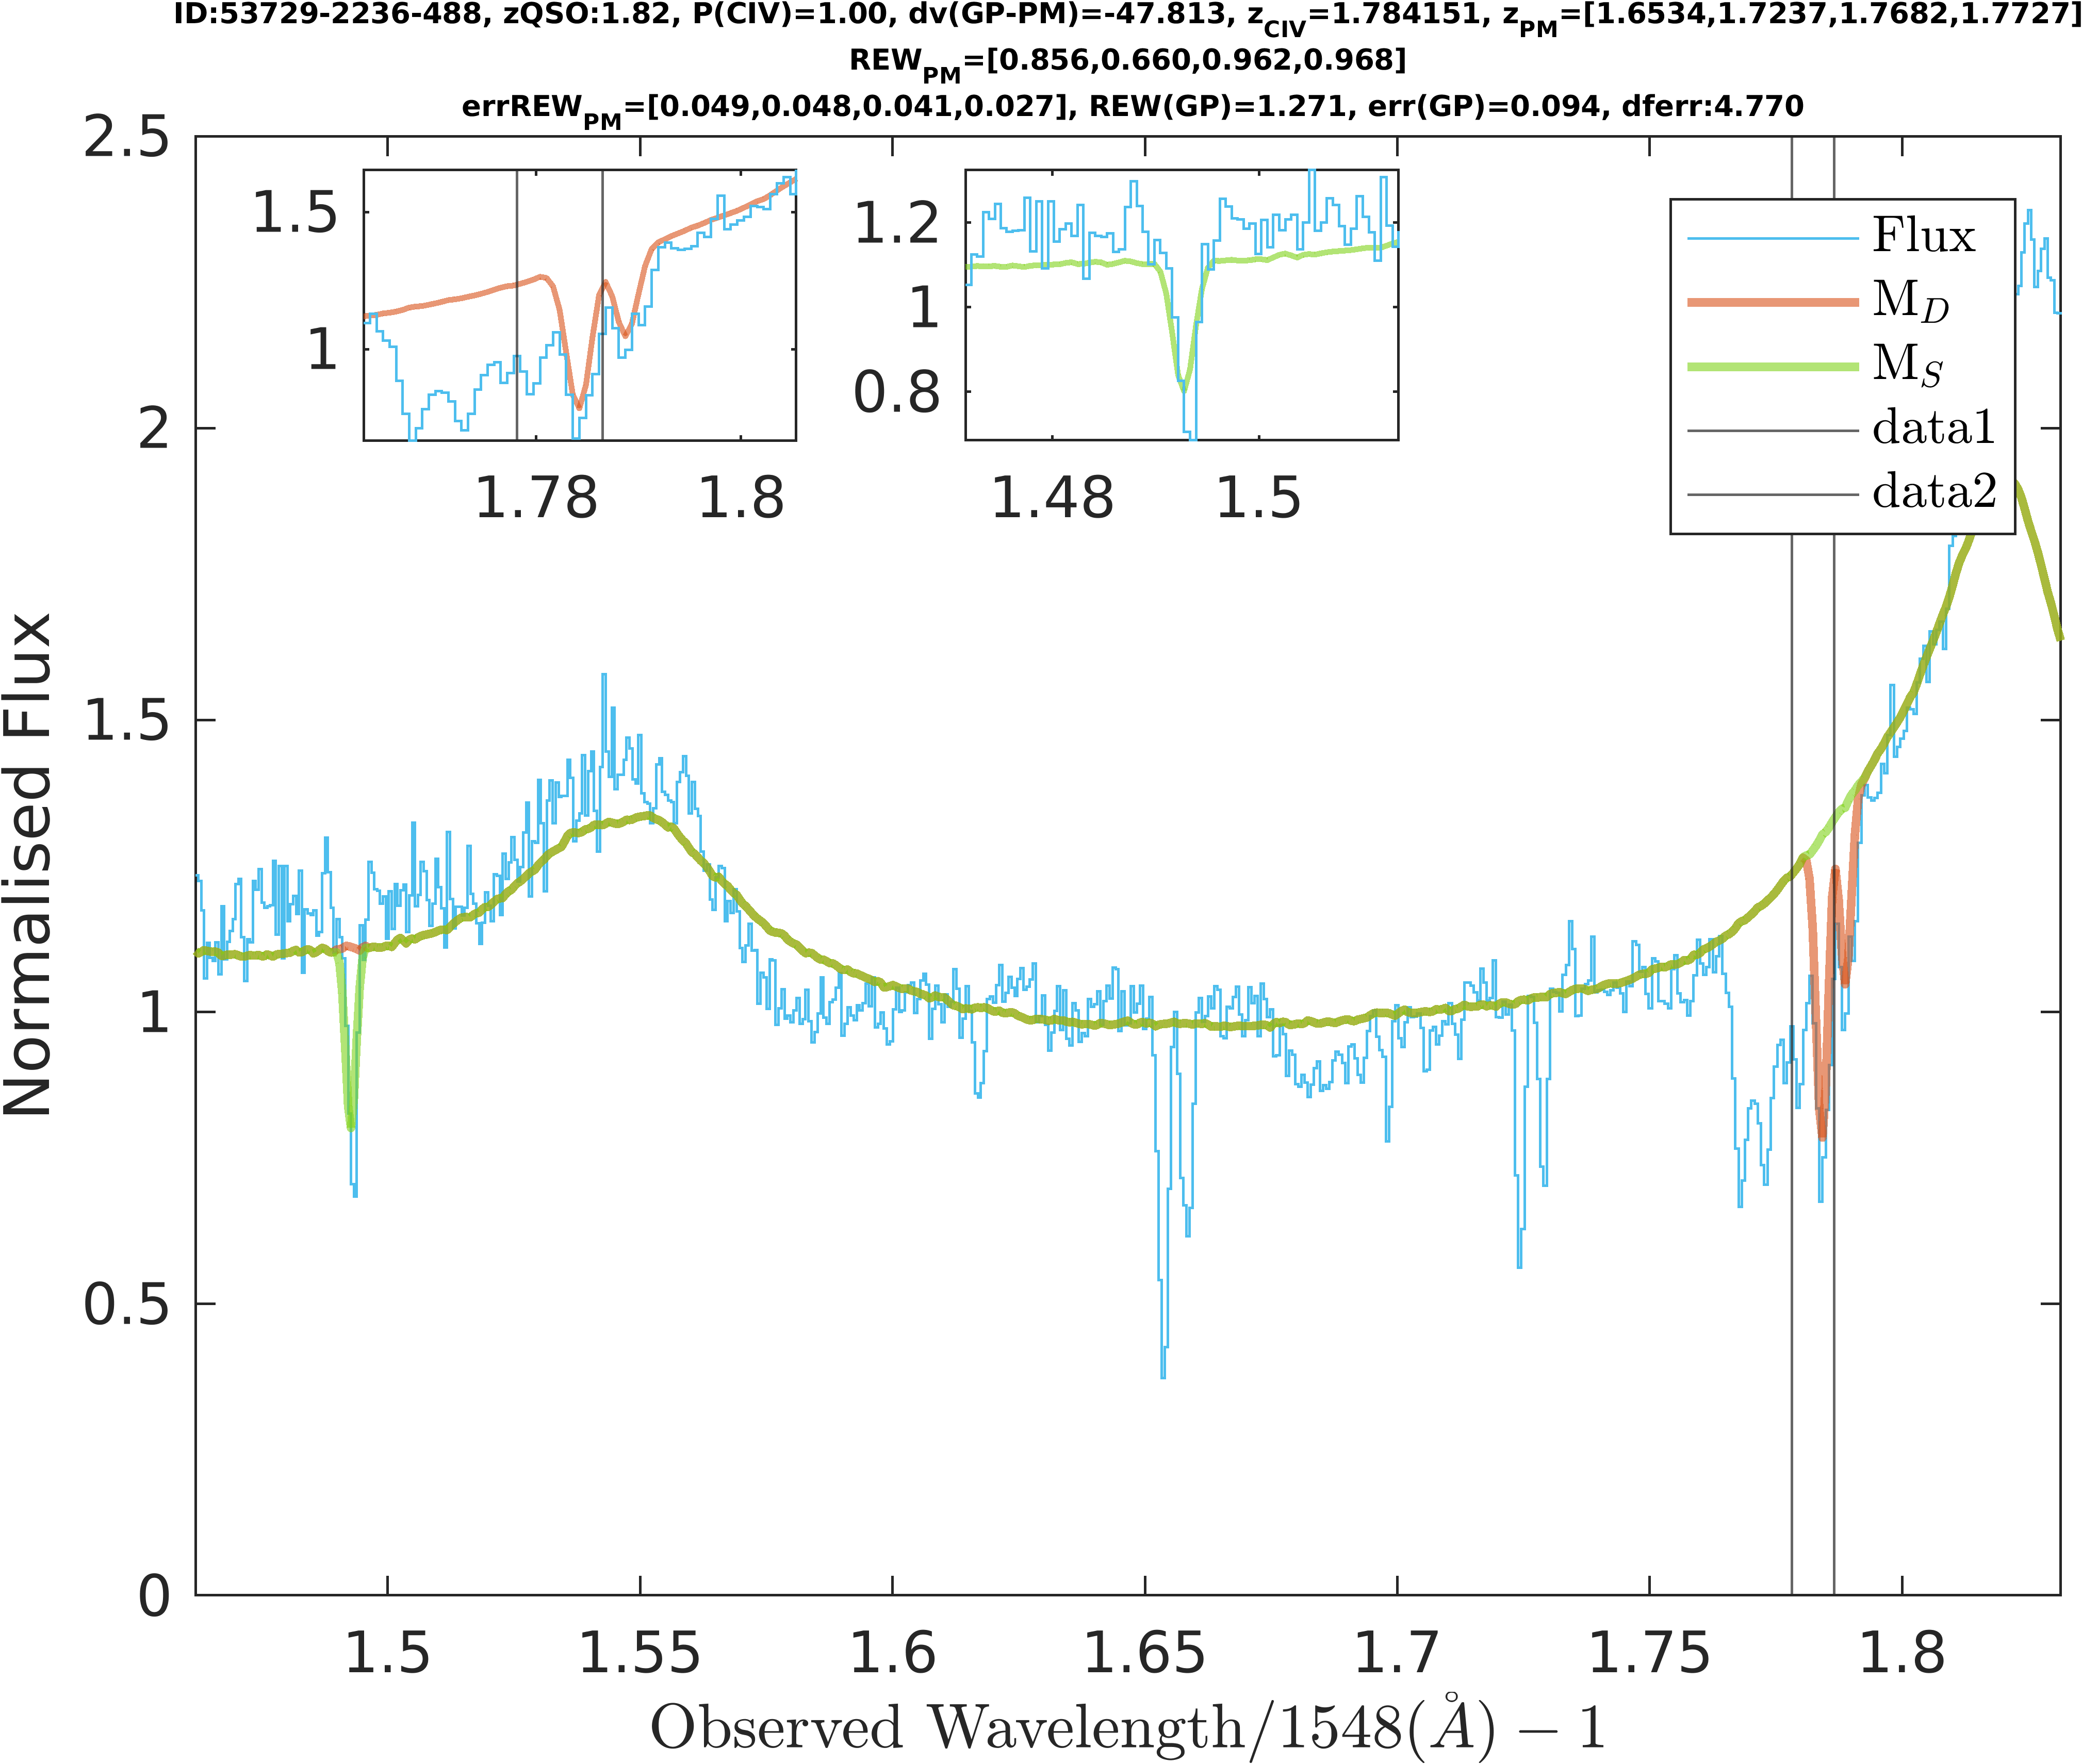 ID:53729-2236-488, zQSO:1.82, P(CIV)=1.00, dv(GP-PM)=-47.813, zCIV=1.784151, zPM=[1.6534,1.7237,1.7682,1.7727]
REWPM=[0.856,0.660,0.962,0.968]
errREWPM=[0.049,0.048,0.041,0.027], REW(GP)=1.271, err(GP)=0.094, dferr:4.770
2.5
2
1.5
1
0.5
0
Normalised Flux
1.5
1
1.78 1.8
1.2
1
0.8
1.48 1.5
Flux
MD
MS
data1
data2
1.5 1.55 1.6 1.65 1.7 1.75 1.8
Observed Wavelength/1548(Å) − 1